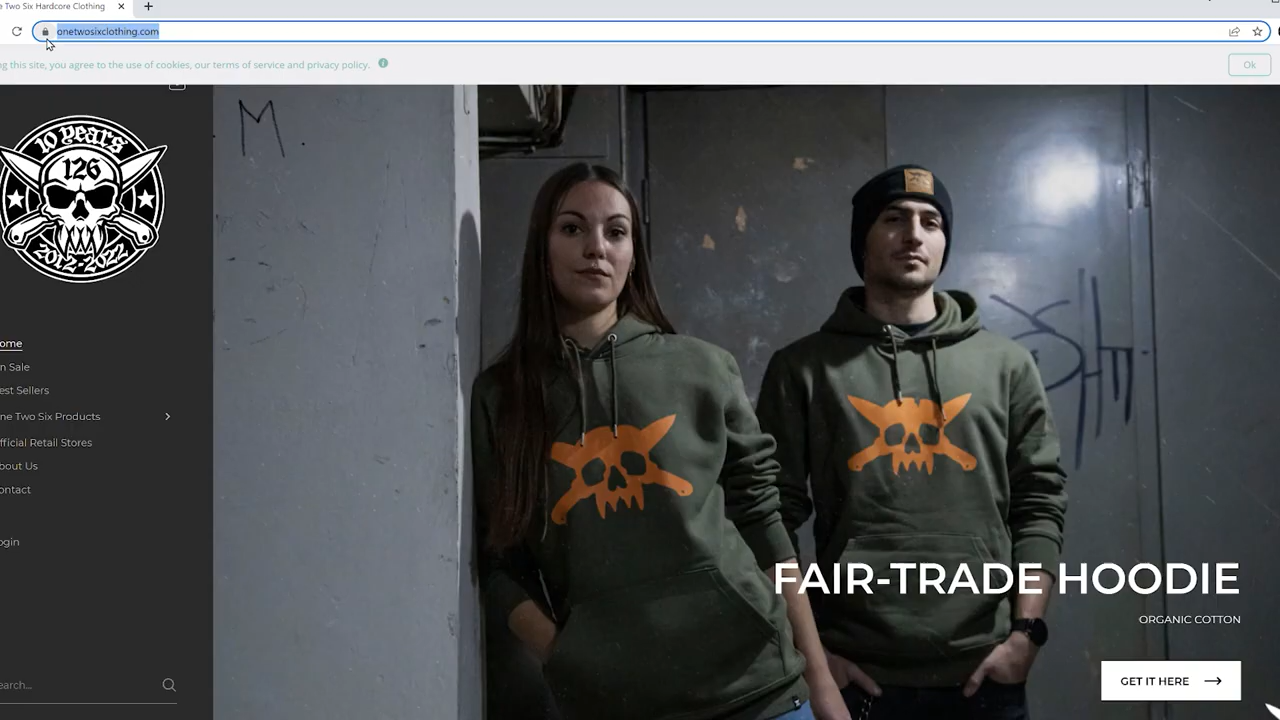 e Two Six Hardcore Clothing
onetwosixclothing.com
ng this site, you agree to the use of cookies, our terms of service and privacy policy.
Ok
M
10 years
126
2012-2022
ome
n Sale
est Sellers
ne Two Six Products
fficial Retail Stores
bout Us
ontact
ogin
earch...
FAIR-TRADE HOODIE
ORGANIC COTTON
GET IT HERE